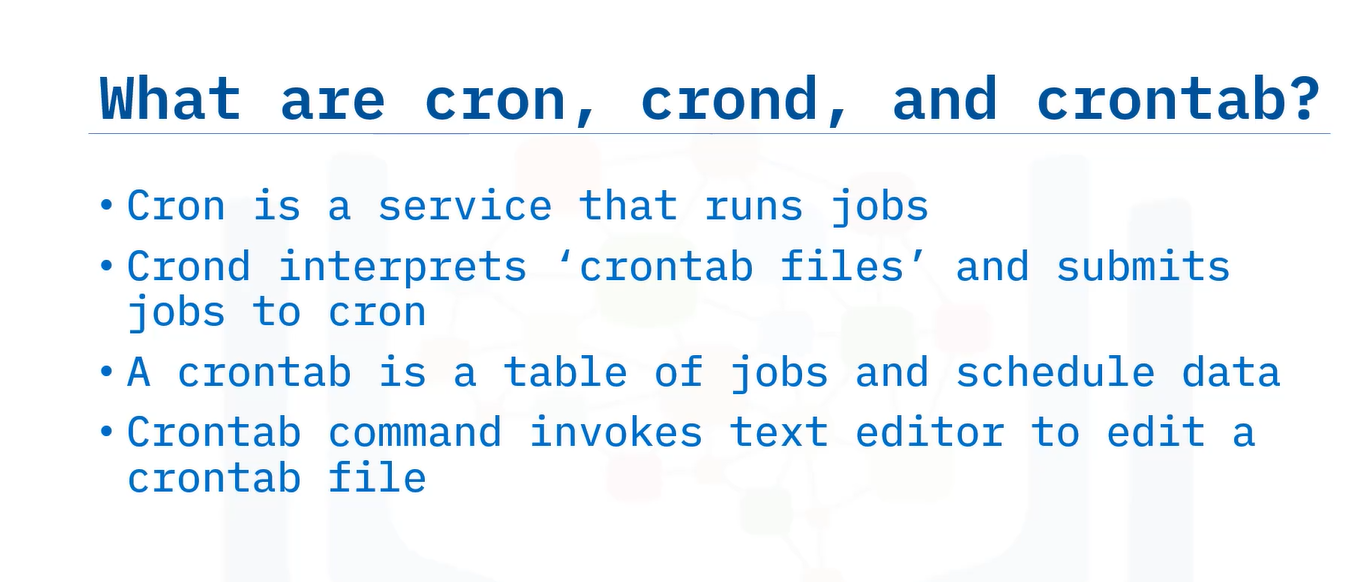 What are cron, crond, and crontab?
• Cron is a service that runs jobs
• Crond interprets ‘crontab files’ and submits
jobs to cron
• A crontab is a table of jobs and schedule data
• Crontab command invokes text editor to edit a
crontab file